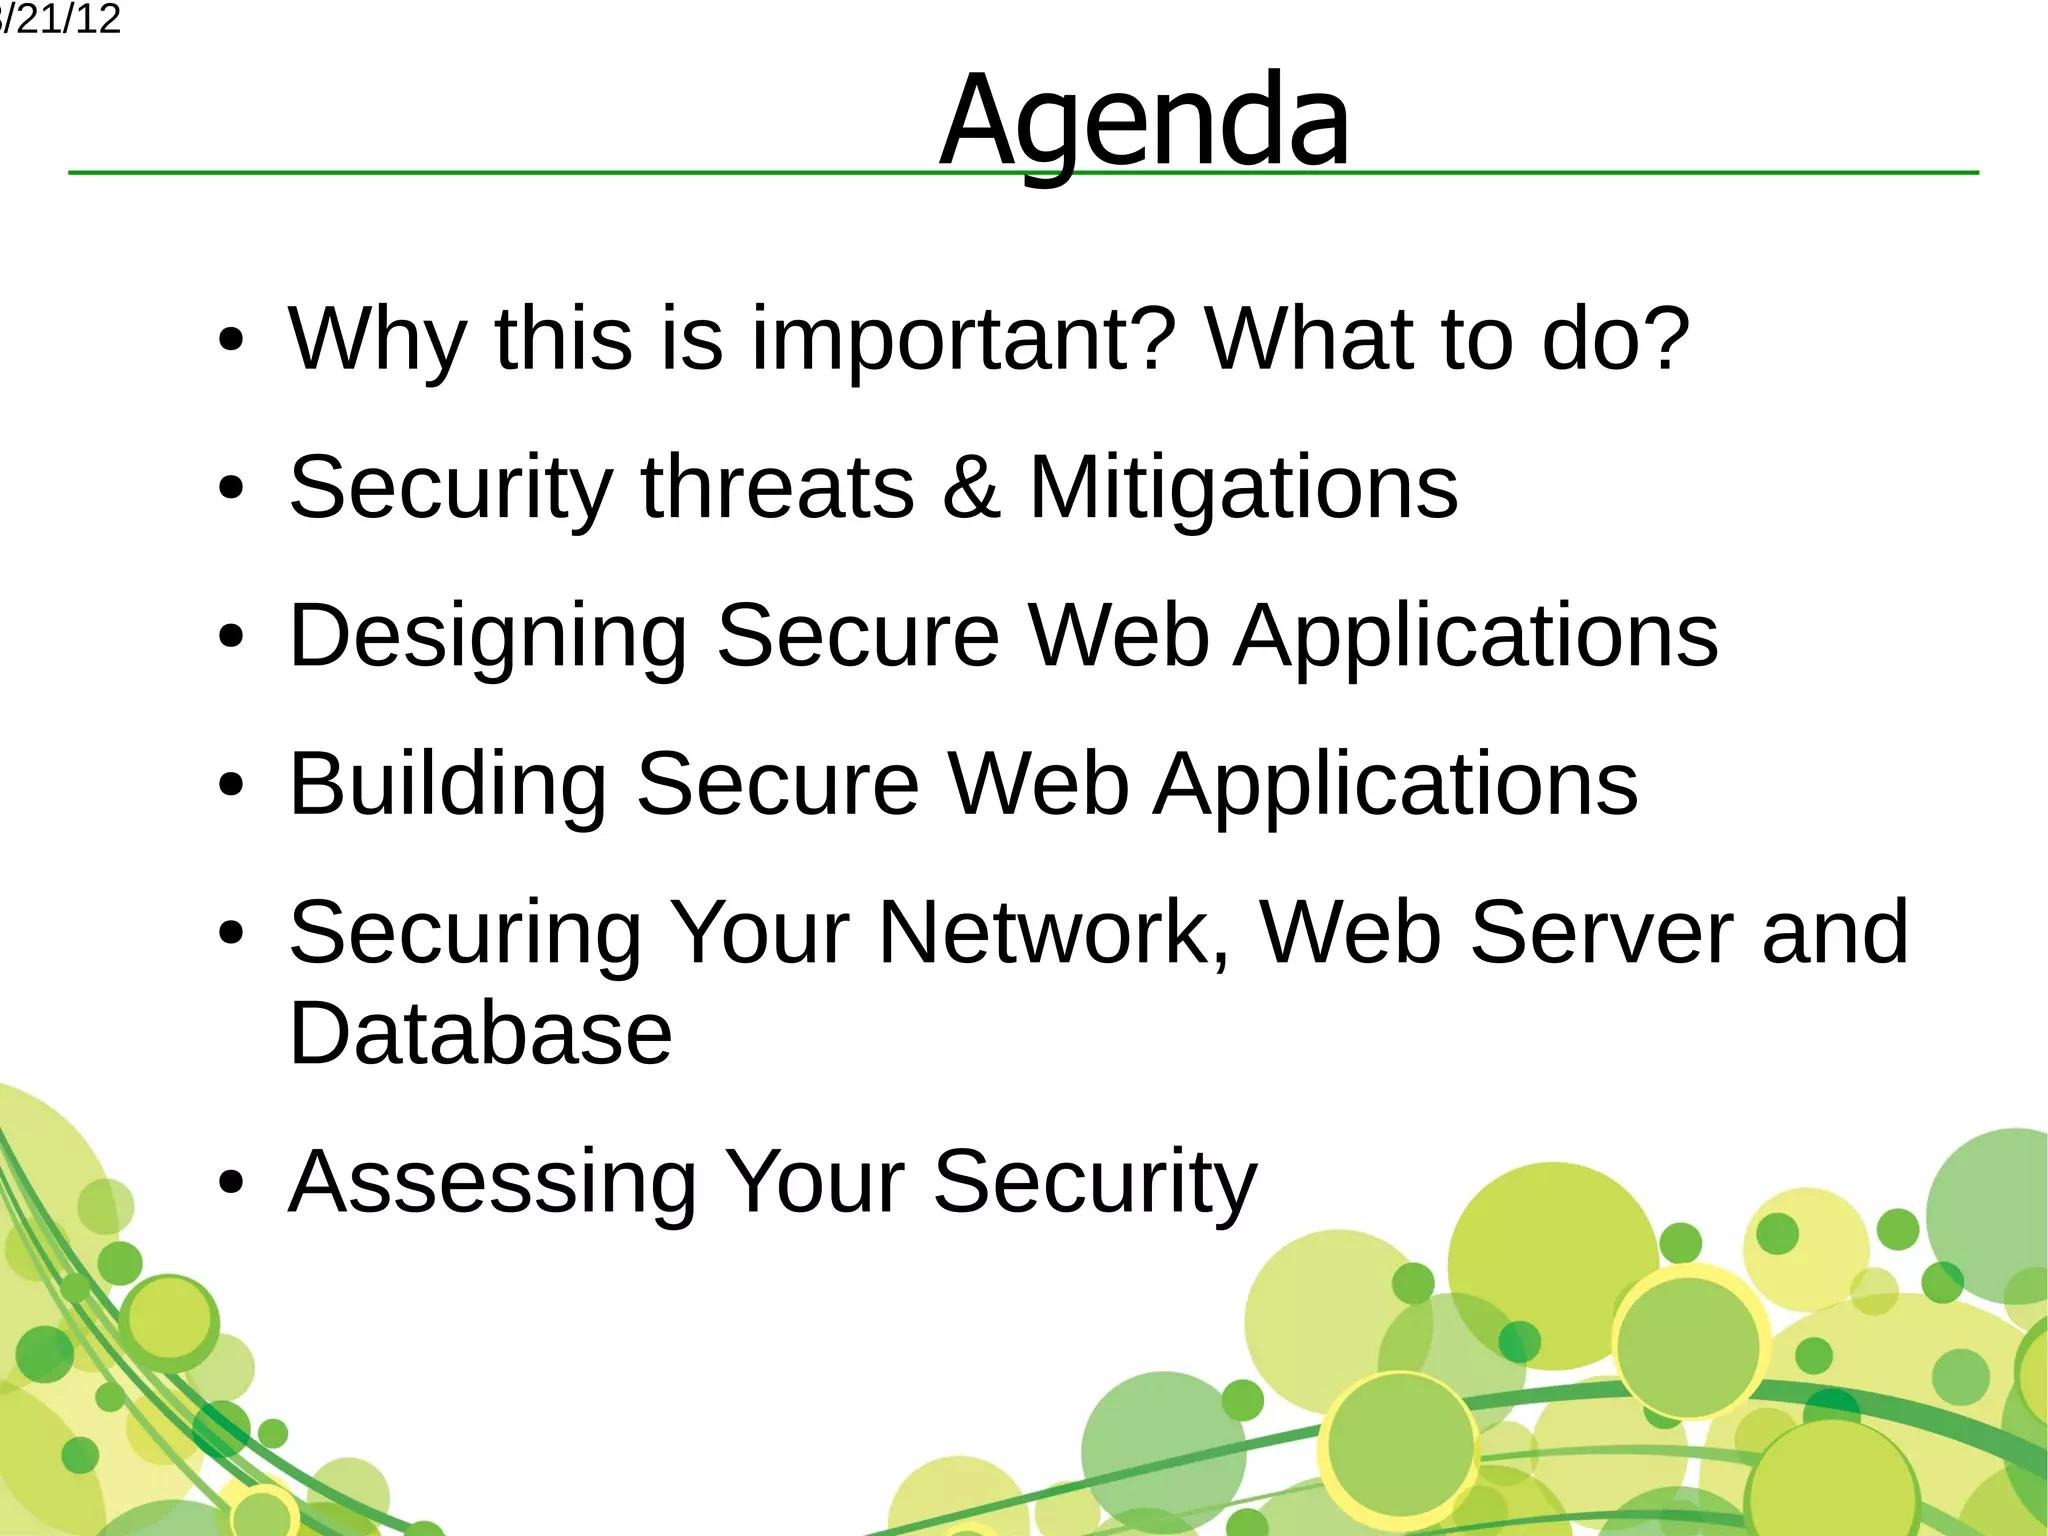 /21/12
Agenda
• Why this is important? What to do?
• Security threats & Mitigations
• Designing Secure Web Applications
• Building Secure Web Applications
• Securing Your Network, Web Server and
Database
• Assessing Your Security